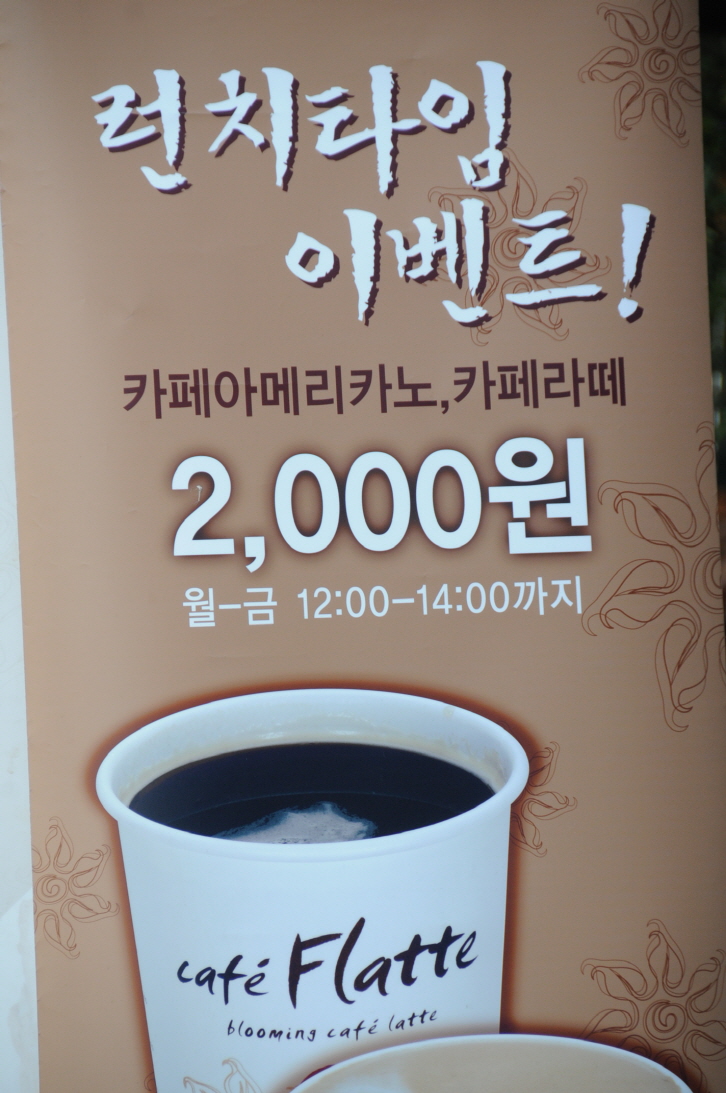 런치타임
이벤트!
카페아메리카노,카페라떼
2,000원
월-금 12:00-14:00까지
café Flatte
blooming café latte